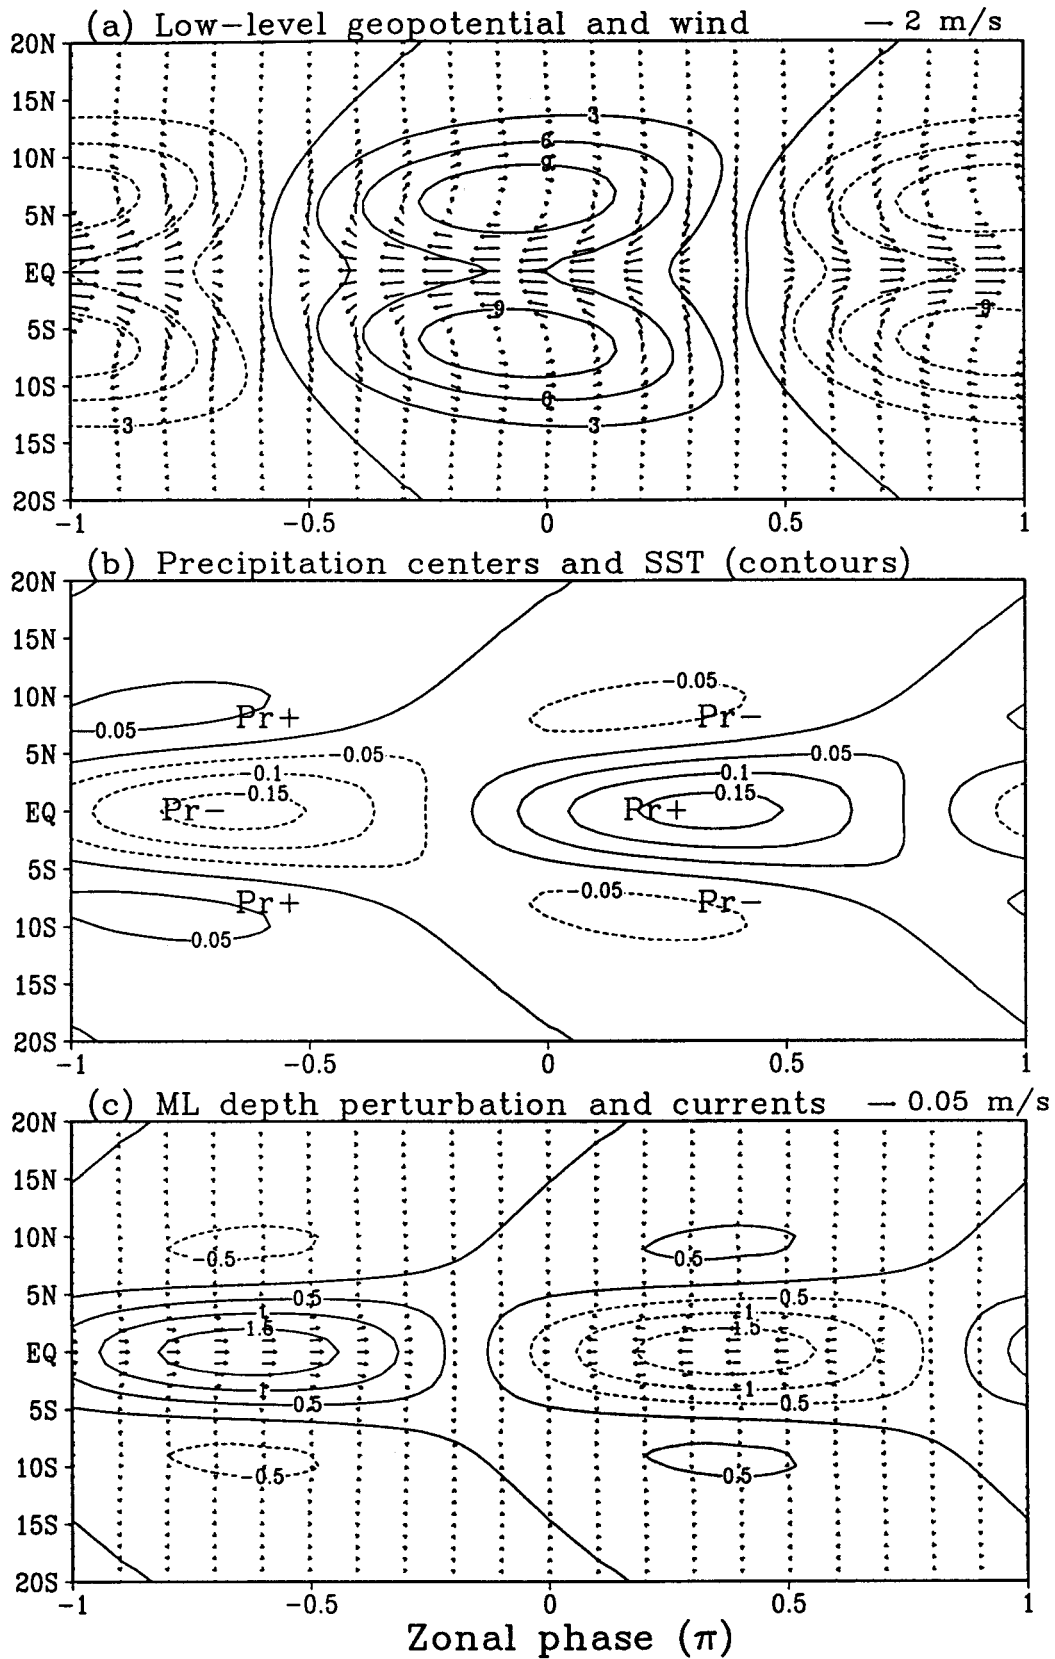 (a) Low-level geopotential and wind → 2 m/s
20N
15N
10N
5N
EQ
5S
10S
15S
20S
3
6
9
9
9
6
3
3
-1 -0.5 0 0.5 1
(b) Precipitation centers and SST (contours)
20N
15N
10N
5N
EQ
5S
10S
15S
20S
-0.05
0.05 Pr+ Pr-
-0.05 0.05
-0.1 0.1
-0.15 0.15
Pr- Pr+
Pr+ -0.05 Pr-
0.05
-1 -0.5 0 0.5 1
(c) ML depth perturbation and currents → 0.05 m/s
20N
15N
10N
5N
EQ
5S
10S
15S
20S
-0.5 0.5
0.5 -0.5
1 -1
1.5 -1.5
1 -1
0.5 -0.5
-0.5 0.5
-1 -0.5 0 0.5 1
Zonal phase (π)